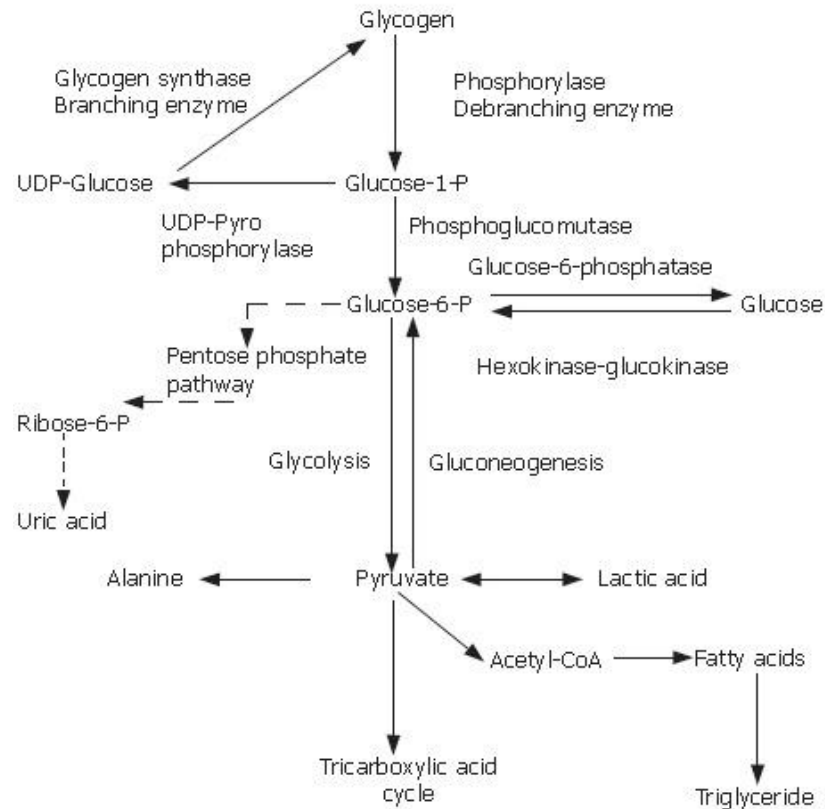 Glycogen
Glycogen synthase
Branching enzyme
Phosphorylase
Debranching enzyme
UDP-Glucose
Glucose-1-P
UDP-Pyro
phosphorylase
Phosphoglucomutase
Glucose-6-phosphatase
Glucose-6-P
Glucose
Pentose phosphate
pathway
Hexokinase-glucokinase
Ribose-6-P
Glycolysis
Gluconeogenesis
Uric acid
Alanine
Pyruvate
Lactic acid
Acetyl-CoA
Fatty acids
Tricarboxylic acid
cycle
Triglyceride